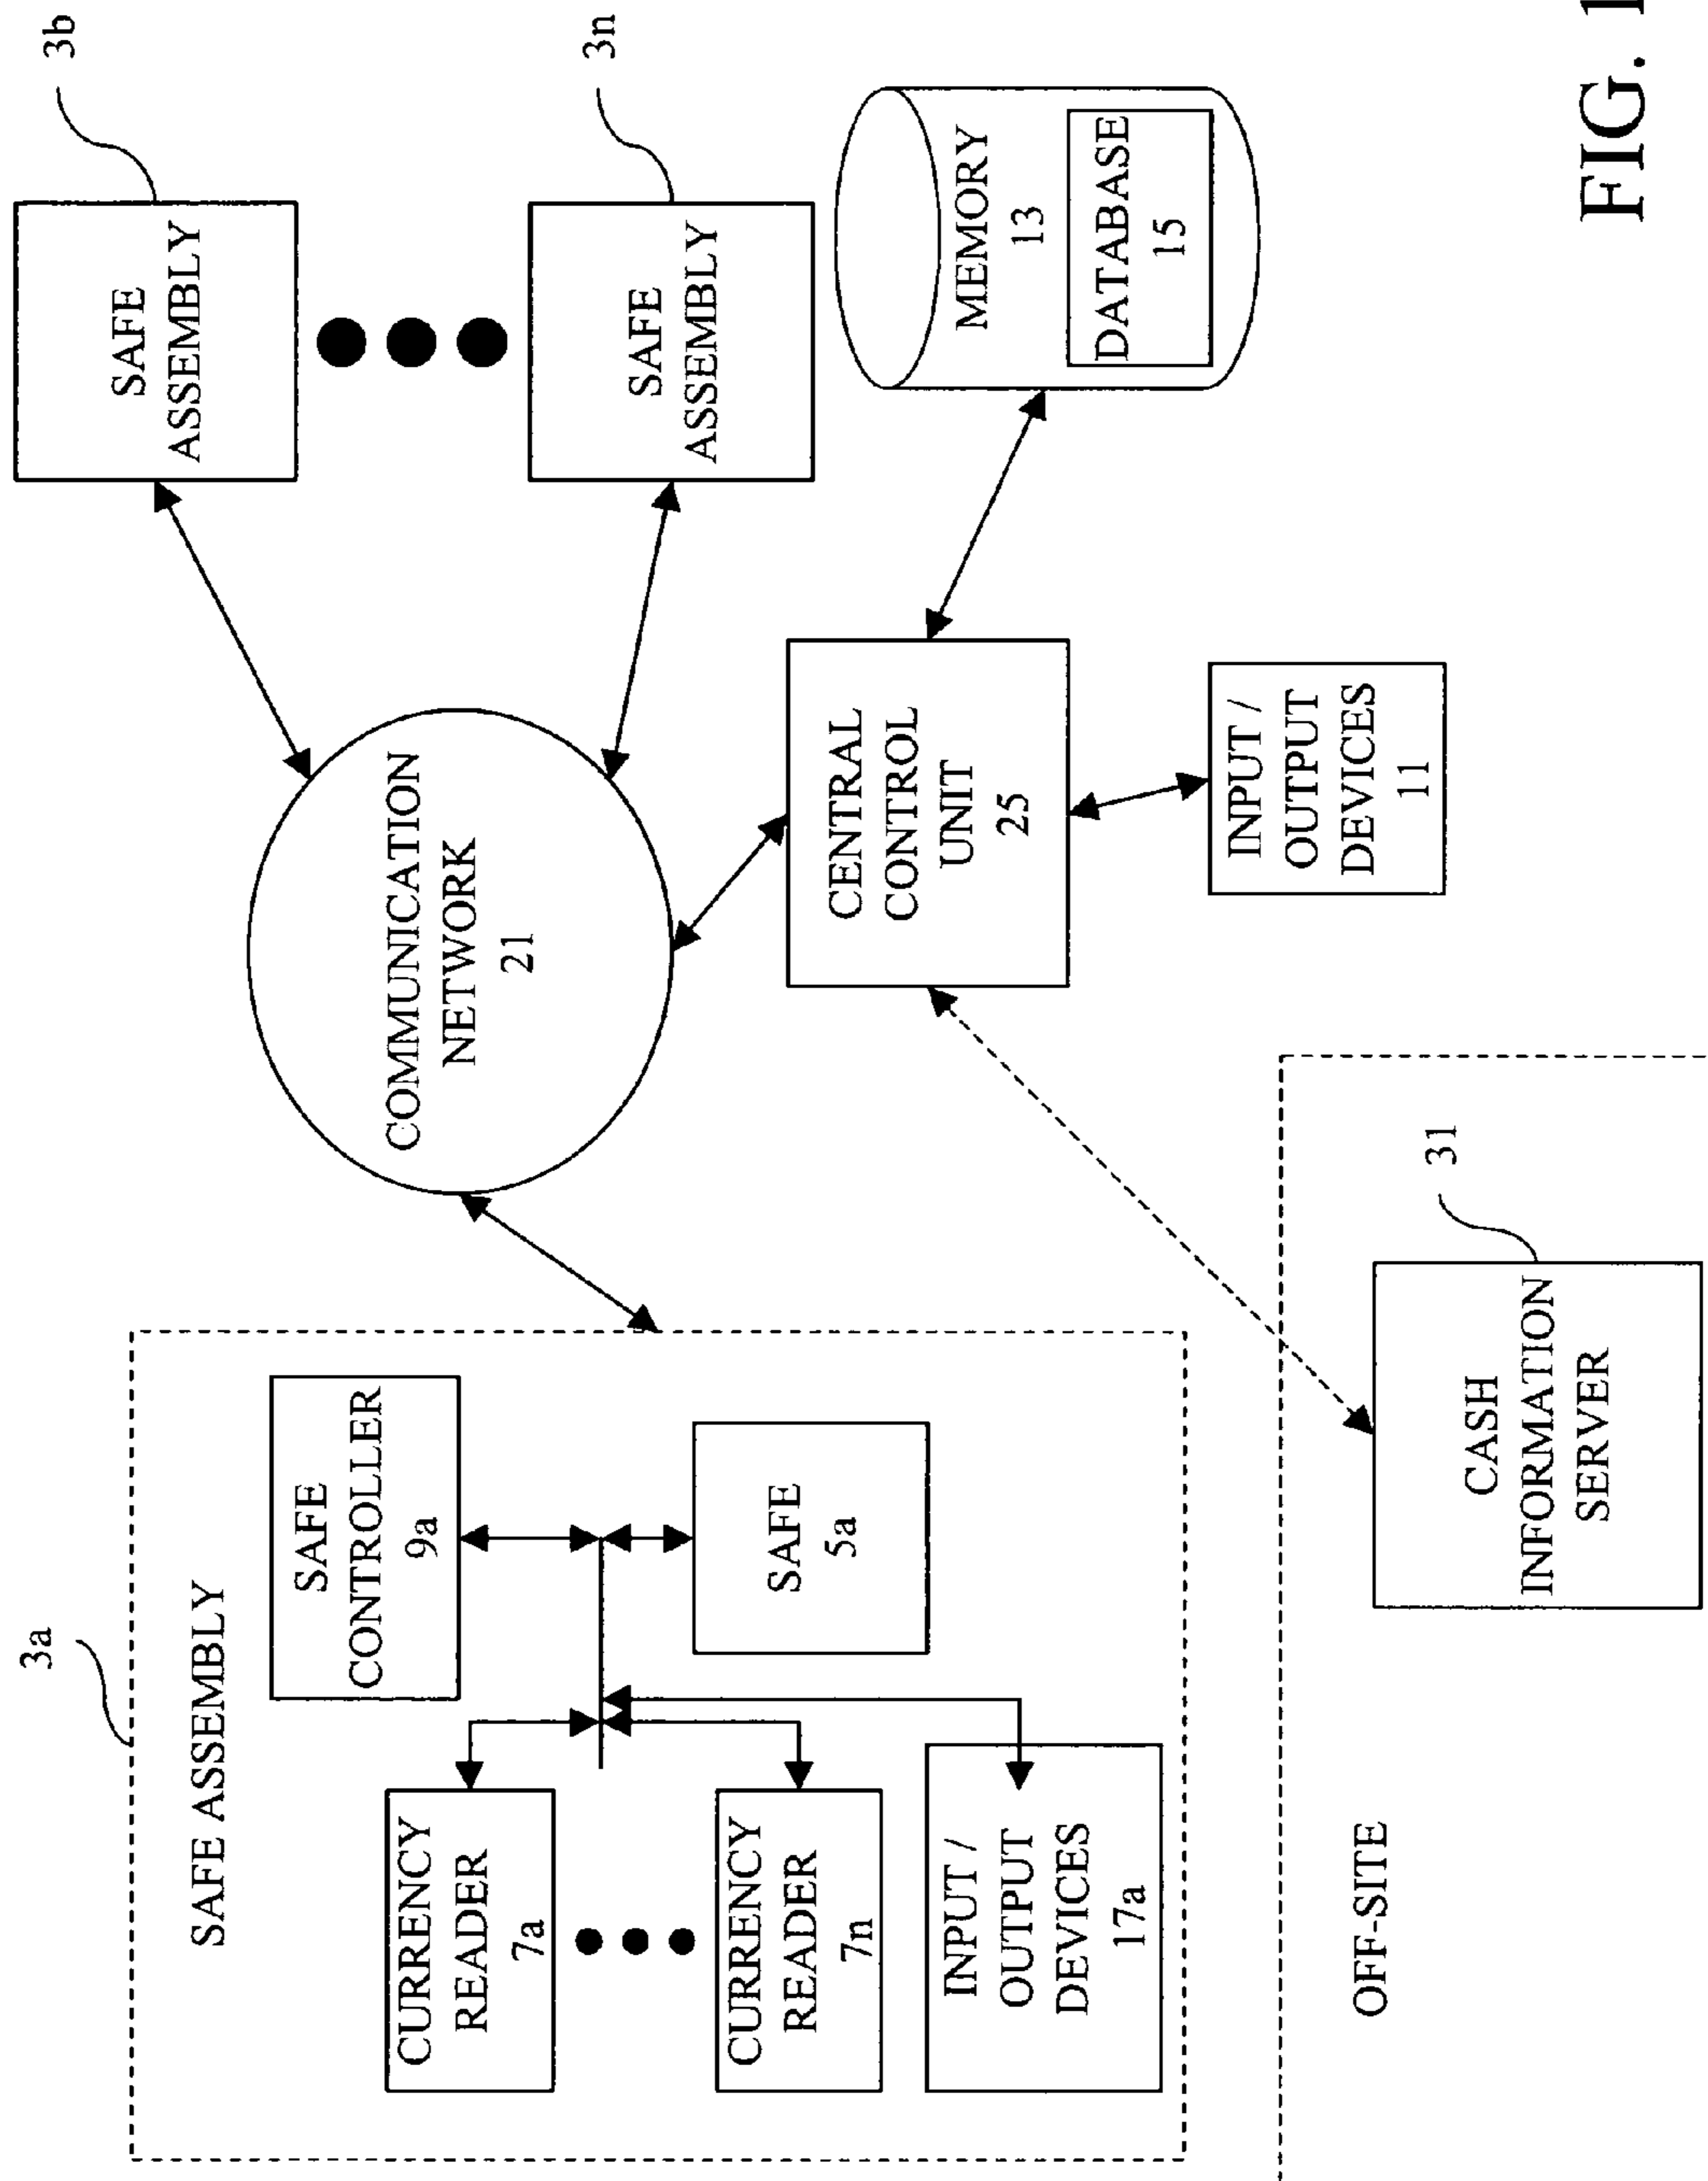 3a
SAFE ASSEMBLY
SAFE
CONTROLLER
9a
CURRENCY
READER
7a
CURRENCY
READER
7n
SAFE
5a
INPUT /
OUTPUT
DEVICES
17a
COMMUNICATION
NETWORK
21
3b
SAFE
ASSEMBLY
3n
SAFE
ASSEMBLY
CENTRAL
CONTROL
UNIT
25
MEMORY
13
DATABASE
15
INPUT /
OUTPUT
DEVICES
11
OFF-SITE
31
CASH
INFORMATION
SERVER
FIG. 1